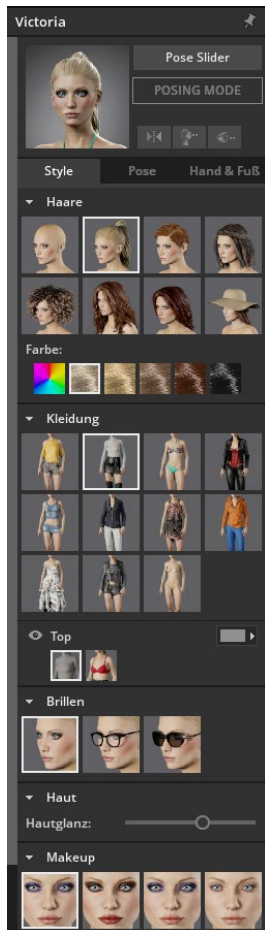 Victoria
Pose Slider
POSING MODE
Style Pose Hand & Fuß
Haare
Farbe:
Kleidung
Top
Brillen
Haut
Hautglanz:
Makeup